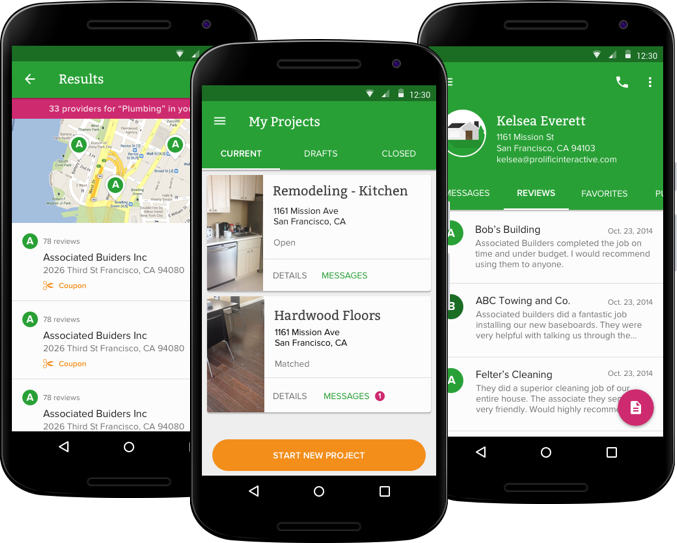 Results
33 providers for "Plumbing" in you
A
A
A
A
78 reviews
Associated Buiders Inc
2026 Third St Francisco, CA 94080
Coupon
A
78 reviews
Associated Buiders Inc
2026 Third St Francisco, CA 94080
Coupon
A
78 reviews
Associated Buiders Inc
2026 Third St Francisco, CA 94080
12:30
My Projects
CURRENT DRAFTS CLOSED
Remodeling - Kitchen
1161 Mission Ave
San Francisco, CA
Open
DETAILS MESSAGES
Hardwood Floors
1161 Mission Ave
San Francisco, CA
Matched
DETAILS MESSAGES 1
START NEW PROJECT
12:30
Kelsea Everett
1161 Mission St
San Francisco, CA 94103
kelsea@prolificinteractive.com
MESSAGES REVIEWS FAVORITES PU
A
Bob's Building Oct. 23, 2014
Associated Builders completed the job on
time and under budget. I would recommend
using them to anyone.
B
ABC Towing and Co. Oct. 23, 2014
Associated builders did a fantastic job
installing our new baseboards. They were
very helpful with talking us through the...
A
Felter's Cleaning Oct. 23, 2014
They did a superior cleaning job of our
entire house. The associate they
very friendly. Would highly